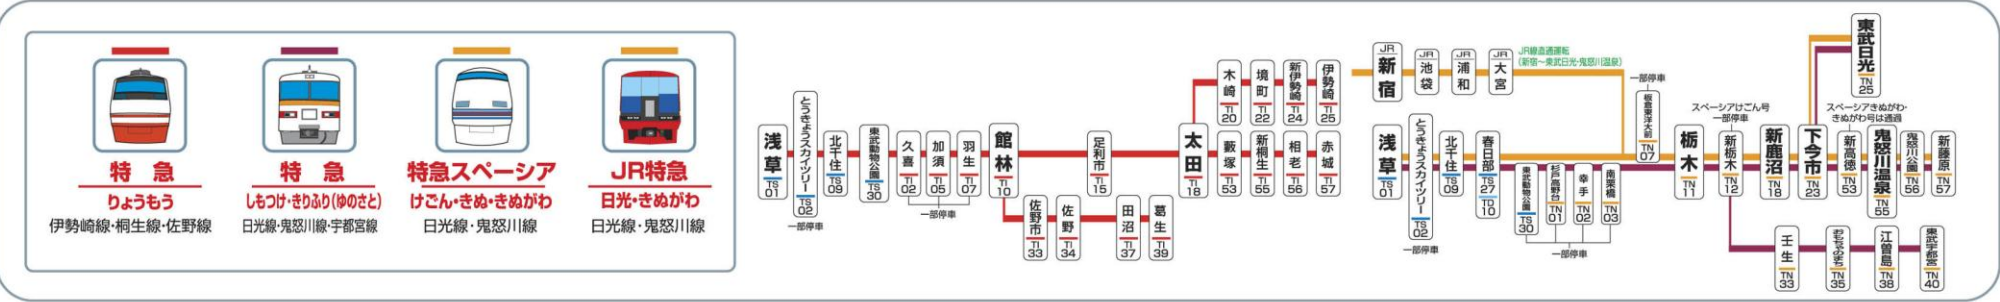 特 急
りょうもう
伊勢崎線・桐生線・佐野線
特 急
しもつけ・きりふり(ゆのさと)
日光線・鬼怒川線・宇都宮線
特急スペーシア
けごん・きぬ・きぬがわ
日光線・鬼怒川線
JR特急
日光・きぬがわ
日光線・鬼怒川線
浅草 TS 01
とうきょうスカイツリー TS 02
一部停車
北千住 TS 09
東武動物公園 TS 30
久喜 TI 02
加須 TI 05
羽生 TI 07
一部停車
館林 TI 10
足利市 TI 15
太田 TI 18
木崎 TI 20
境町 TI 22
新伊勢崎 TI 24
伊勢崎 TI 25
藪塚 TI 53
新桐生 TI 55
相老 TI 56
赤城 TI 57
佐野市 TI 33
佐野 TI 34
田沼 TI 37
葛生 TI 39
JR 新宿
JR 池袋
JR 浦和
JR 大宮
JR線直通運転
(新宿〜東武日光・鬼怒川温泉)
浅草 TS 01
とうきょうスカイツリー TS 02
一部停車
北千住 TS 09
春日部 TS 27 TD 10
東武動物公園 TS 30
杉戸高野台 TN 01
幸手 TN 02
南栗橋 TN 03
一部停車
一部停車
板倉東洋大前 TN 07
栃木 TN 11
スペーシアけごん号
一部停車
新栃木 TN 12
新鹿沼 TN 18
下今市 TN 23
東武日光 TN 25
スペーシアきぬがわ・
きぬがわ号は通過
新高徳 TN 53
鬼怒川温泉 TN 55
鬼怒川公園 TN 56
新藤原 TN 57
壬生 TN 33
おもちゃのまち TN 35
江曽島 TN 38
東武宇都宮 TN 40